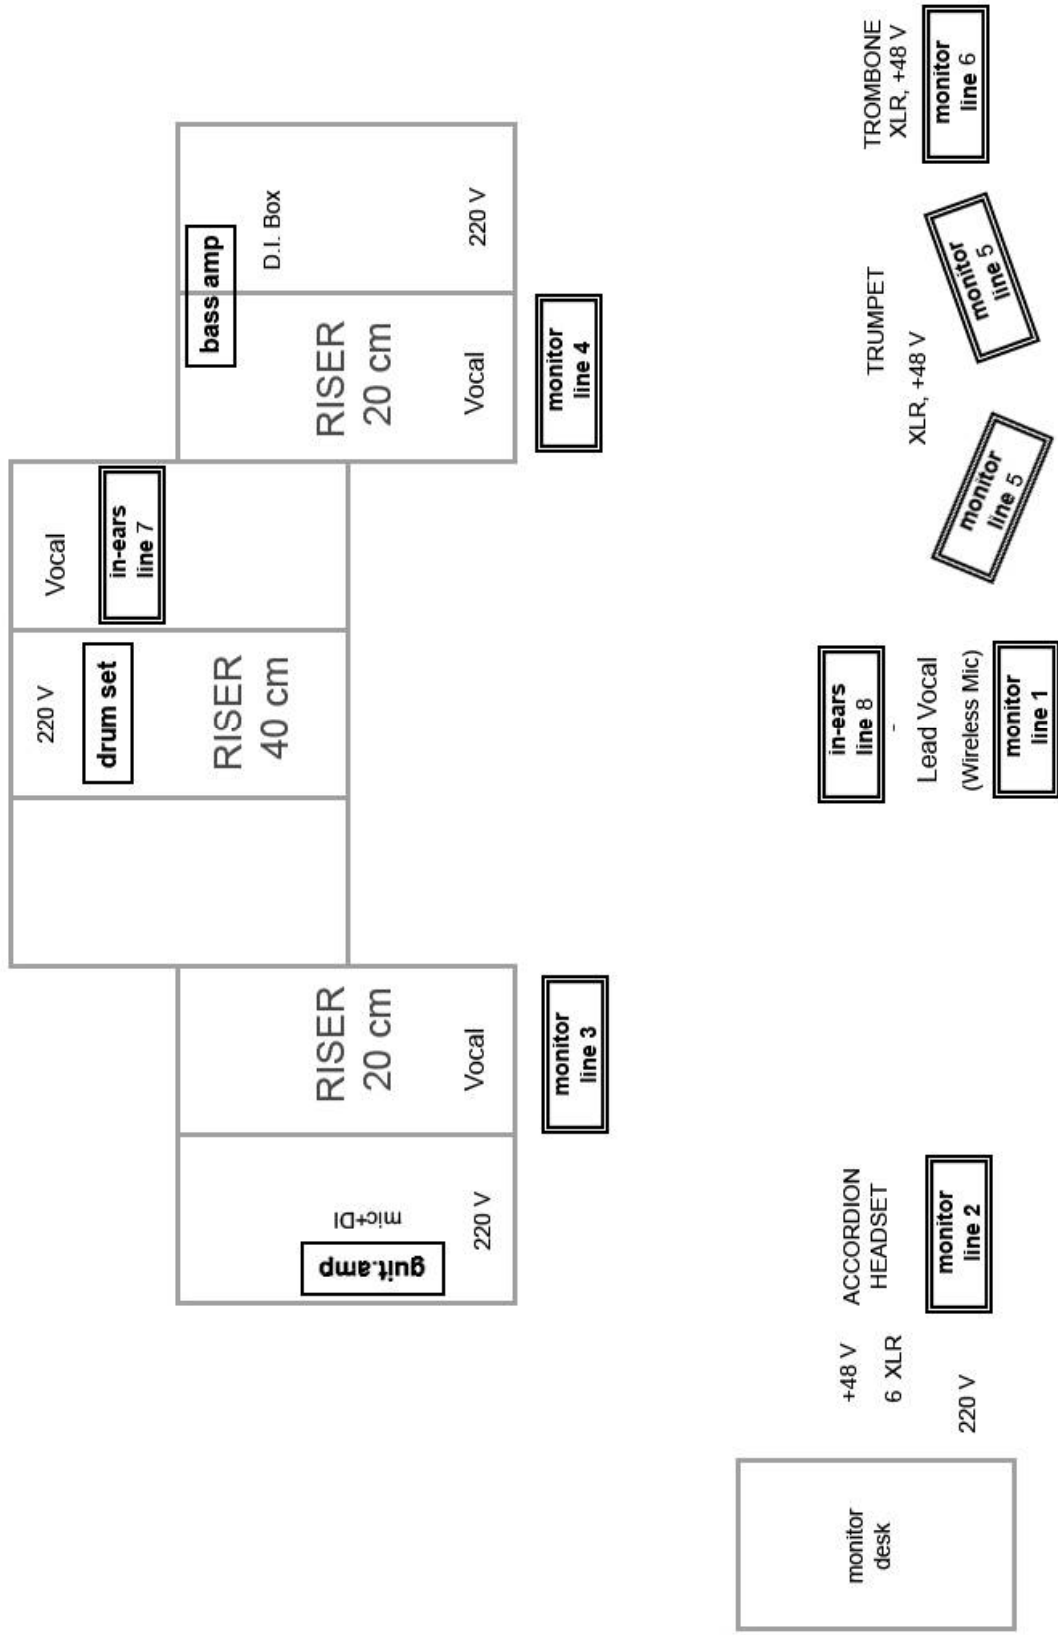 220 V
Vocal
drum set
in-ears
line 7
RISER
40 cm
guit.amp
mic+DI
220 V
RISER
20 cm
Vocal
monitor
line 3
bass amp
D.I. Box
RISER
20 cm
Vocal
220 V
monitor
line 4
monitor
desk
+48 V
6 XLR
220 V
ACCORDION
HEADSET
monitor
line 2
in-ears
line 8
-
Lead Vocal
(Wireless Mic)
monitor
line 1
TRUMPET
XLR, +48 V
monitor
line 5
monitor
line 5
TROMBONE
XLR, +48 V
monitor
line 6